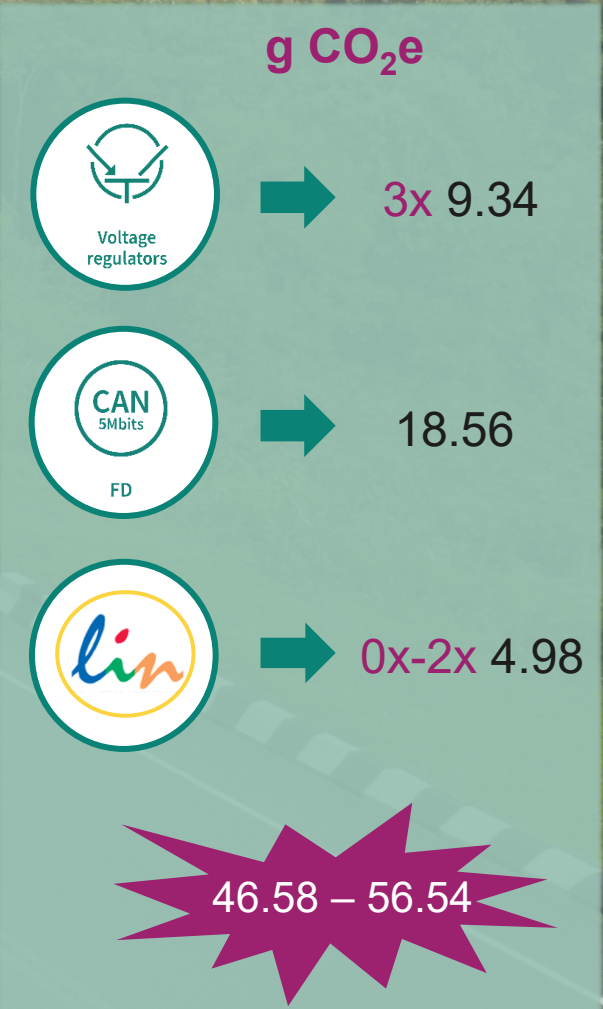 g CO₂e
Voltage
regulators
3x 9.34
CAN
5Mbits
FD
18.56
lin
0x-2x 4.98
46.58 – 56.54